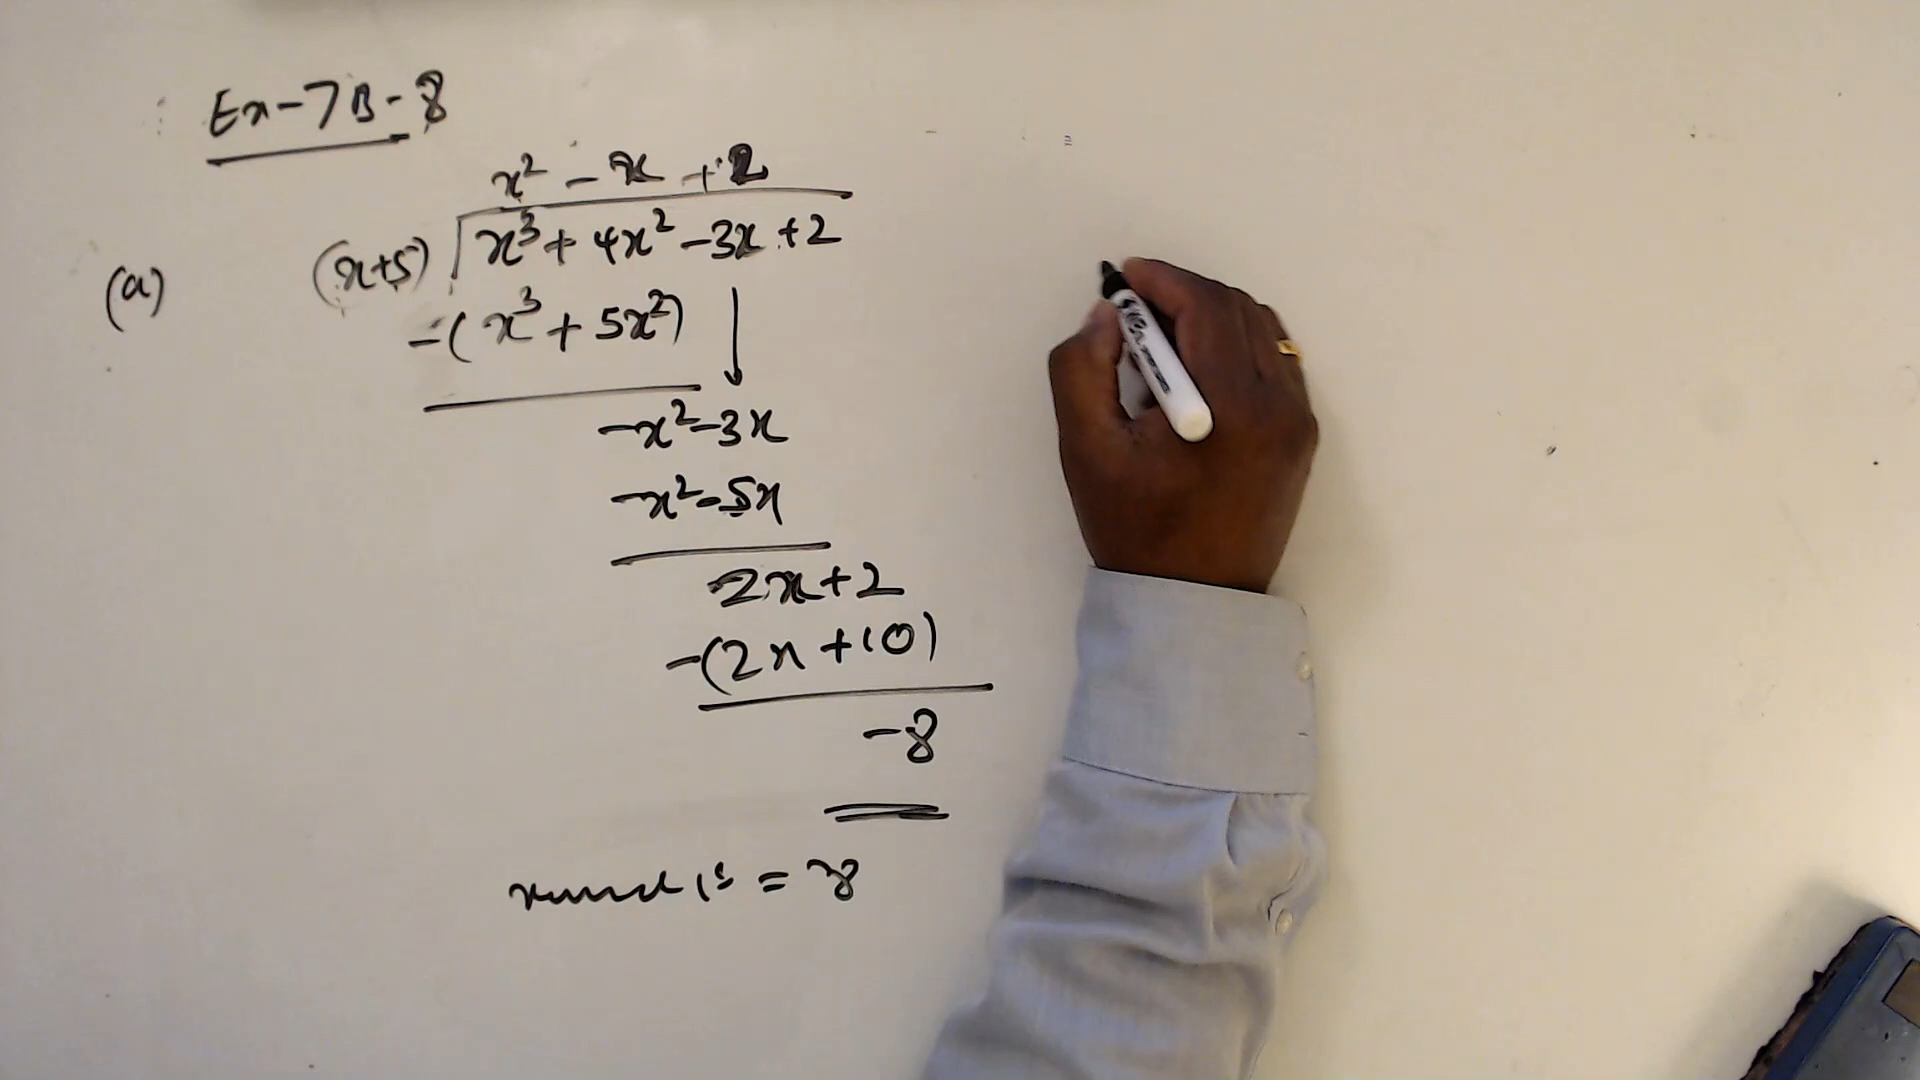 Ex-7B-8
x² - x + 2
(a) (x+5) x³ + 4x² - 3x + 2
-( x³ + 5x²)
-x² - 3x
-x² - 5x
2x + 2
-(2x + 10)
-8
= -8